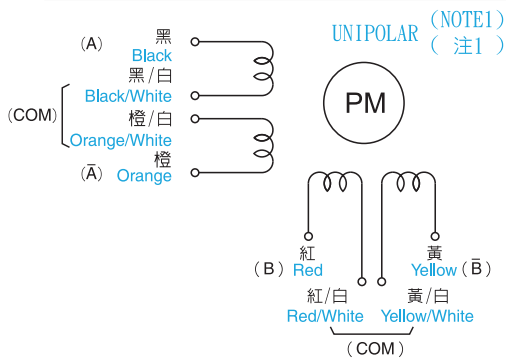 (A) 黑
Black
黑/白
(COM) Black/White
橙/白
Orange/White
橙
(Ā) Orange
UNIPOLAR (NOTE1)
( 注1 )
PM
紅
(B) Red
紅/白
Red/White
黃
Yellow (B̄)
黃/白
Yellow/White
(COM)